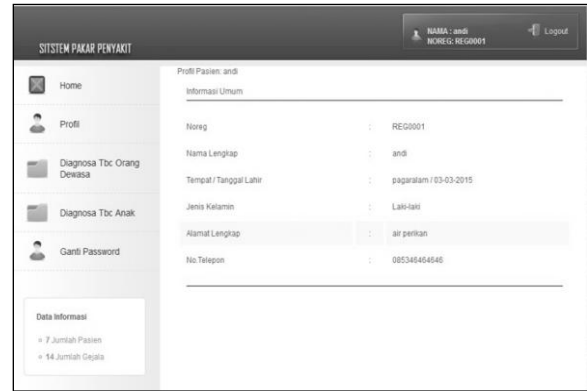 SITSTEM PAKAR PENYAKIT
NAMA : andi
NOREG: REG0001
Logout
Home
Profil
Diagnosa Tbc Orang
Dewasa
Diagnosa Tbc Anak
Ganti Password
Data Informasi
7 Jumlah Pasien
14 Jumlah Gejala
Profil Pasien: andi
Informasi Umum
Noreg : REG0001
Nama Lengkap : andi
Tempat / Tanggal Lahir : pagaralam / 03-03-2015
Jenis Kelamin : Laki-laki
Alamat Lengkap : air perikan
No.Telepon : 085346464646